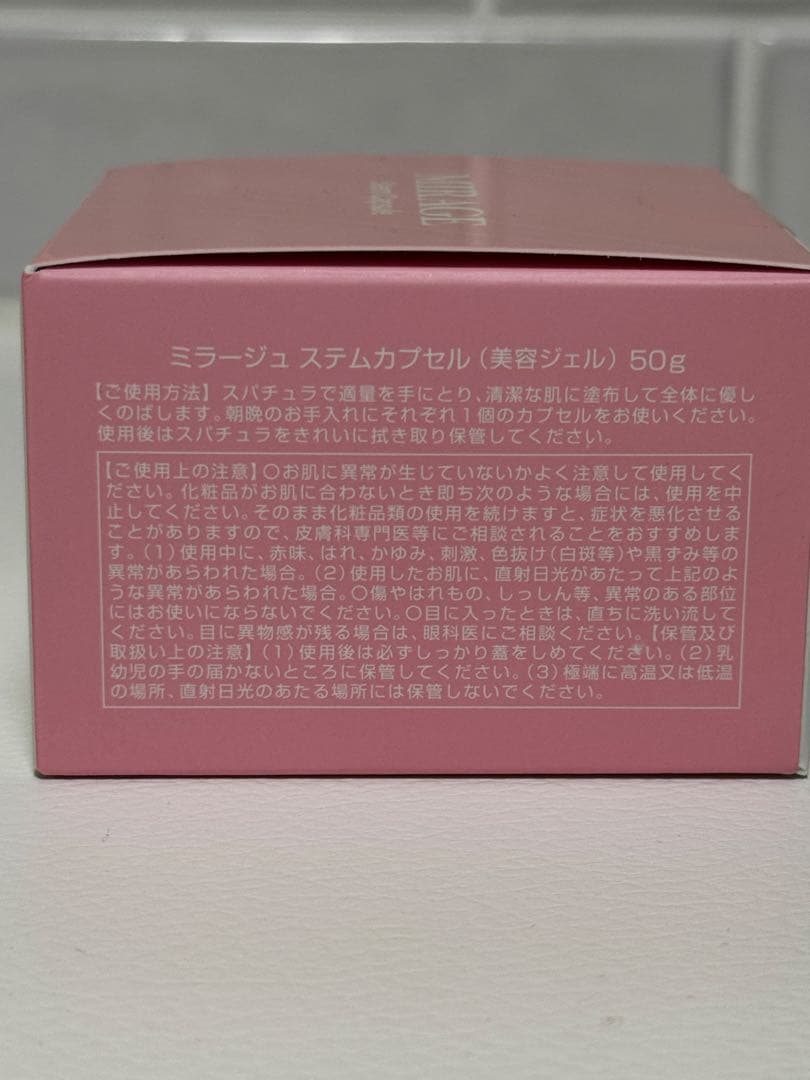 MIRAGE
ミラージュ ステムカプセル（美容ジェル）50g
【ご使用方法】スパチュラで適量を手にとり、清潔な肌に塗布して全体に優し
くのばします。朝晩のお手入れにそれぞれ1個のカプセルをお使いください。
使用後はスパチュラをきれいに拭き取り保管してください。
【ご使用上の注意】〇お肌に異常が生じていないかよく注意して使用してく
ださい。化粧品がお肌に合わないとき即ち次のような場合には、使用を中
止してください。そのまま化粧品類の使用を続けますと、症状を悪化させる
ことがありますので、皮膚科専門医等にご相談されることをおすすめしま
す。（1）使用中に、赤味、はれ、かゆみ、刺激、色抜け（白斑等）や黒ずみ等の
異常があらわれた場合。（2）使用したお肌に、直射日光があたって上記のよ
うな異常があらわれた場合。〇傷やはれもの、しっしん等、異常のある部位
にはお使いにならないでください。〇目に入ったときは、直ちに洗い流して
ください。目に異物感が残る場合は、眼科医にご相談ください。【保管及び
取扱い上の注意】（1）使用後は必ずしっかり蓋をしめてください。（2）乳
幼児の手の届かないところに保管してください。（3）極端に高温又は低温
の場所、直射日光のあたる場所には保管しないでください。